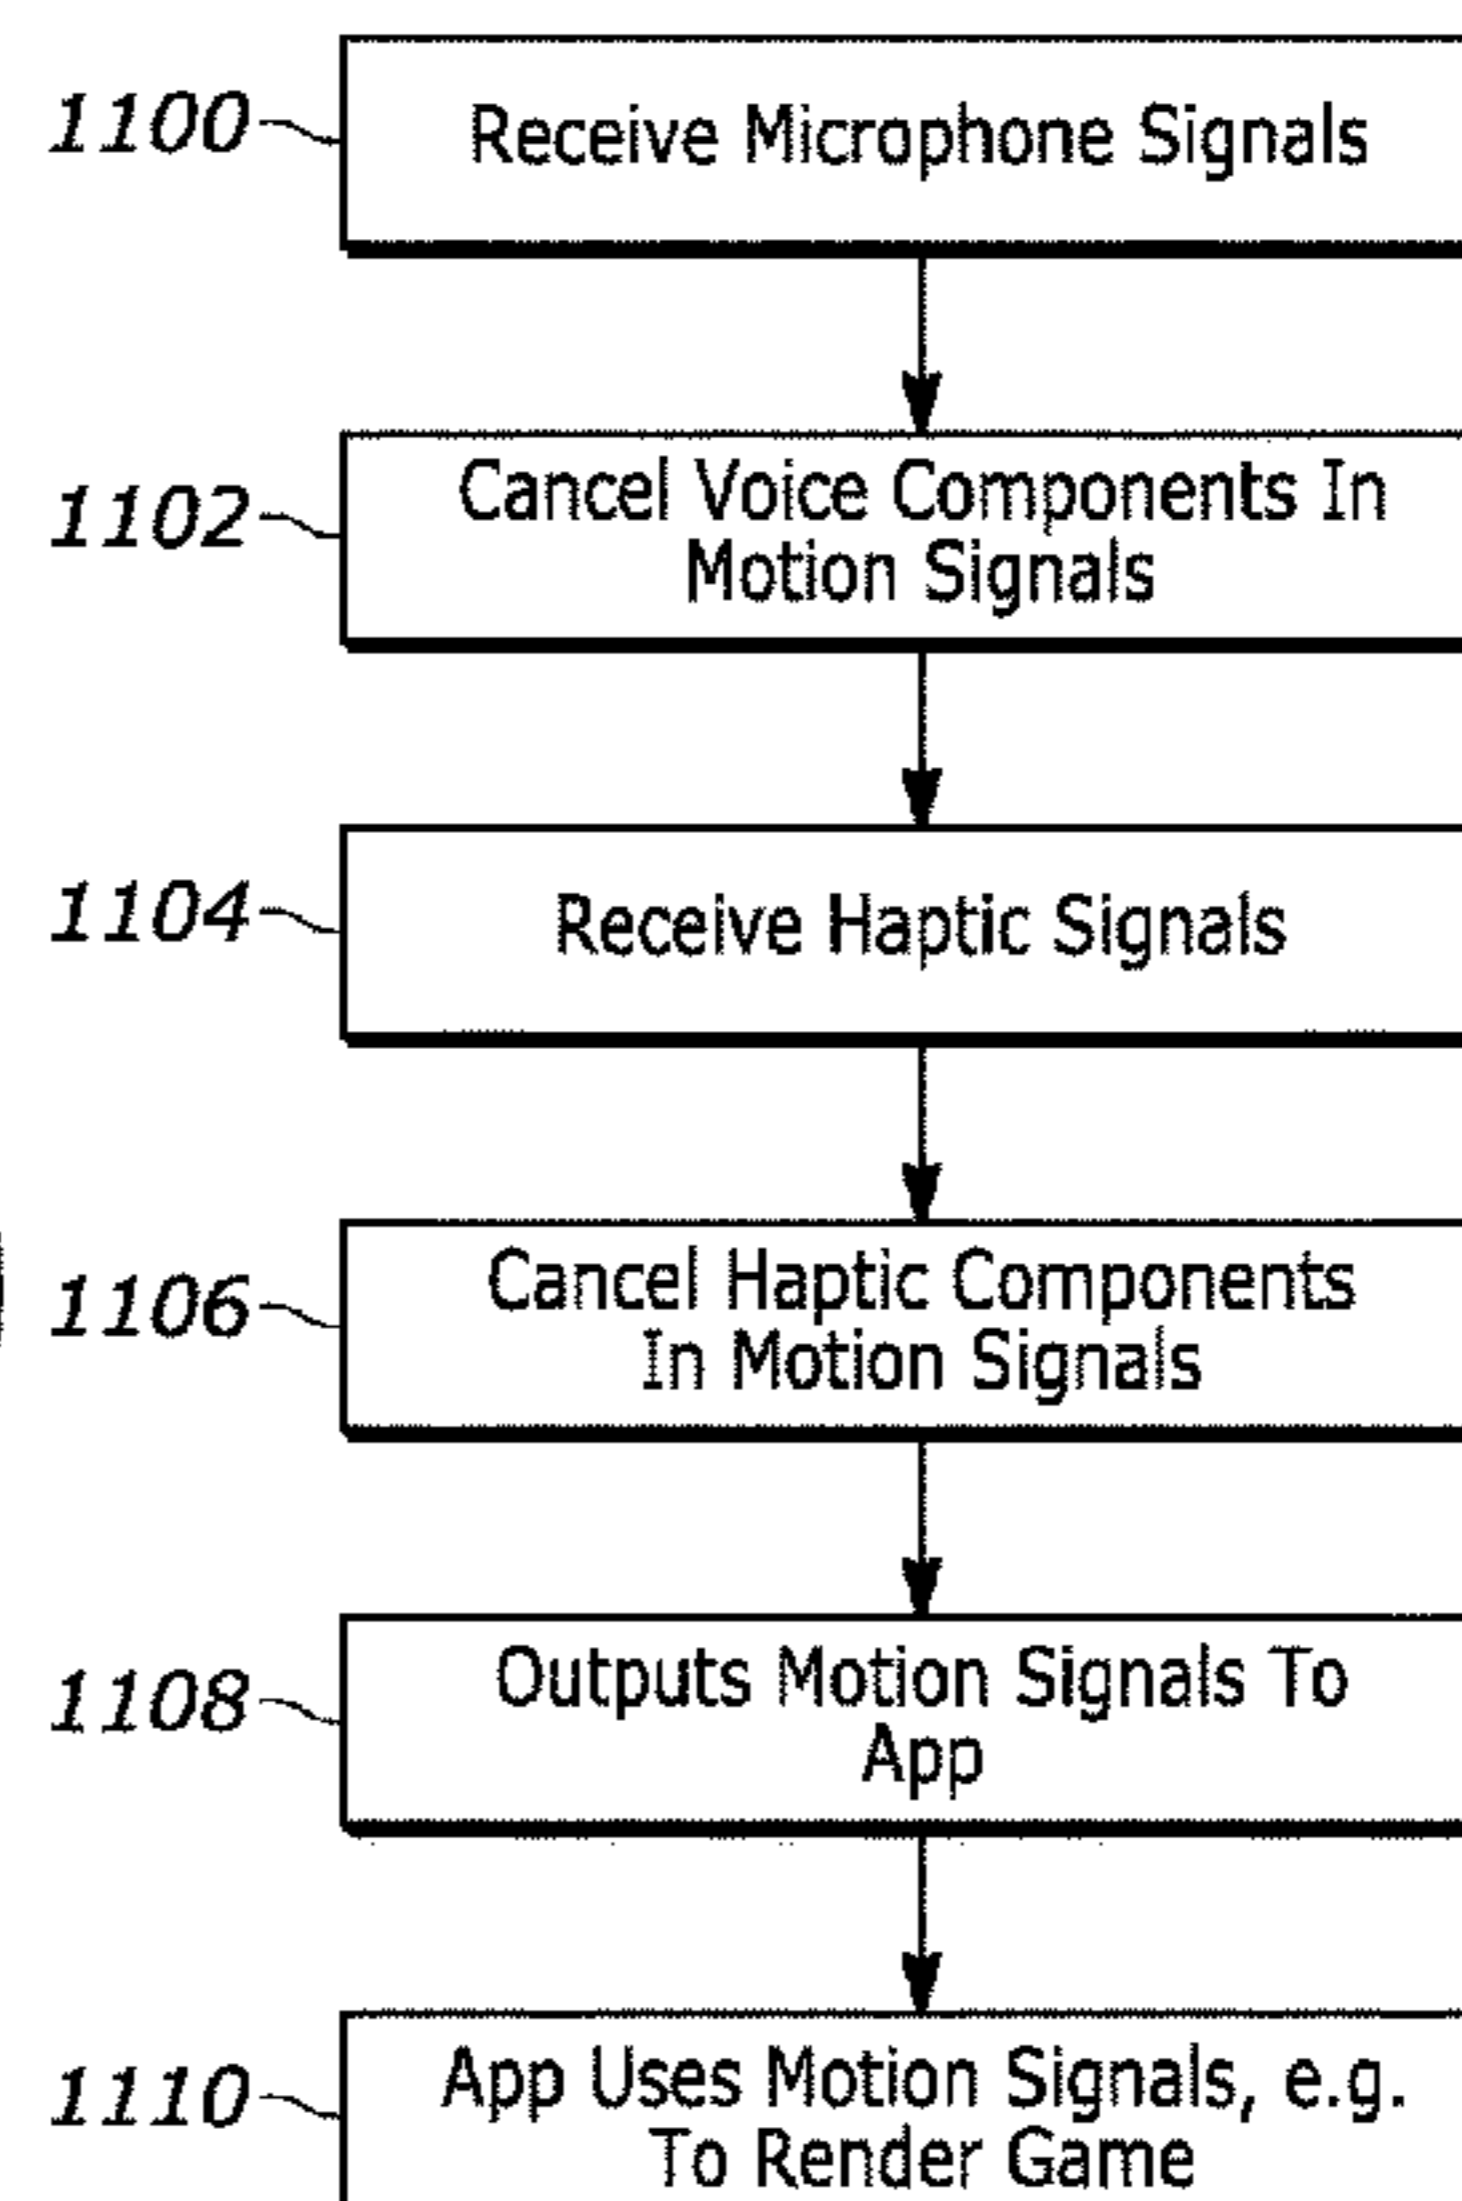 1100
Receive Microphone Signals
1102
Cancel Voice Components In
Motion Signals
1104
Receive Haptic Signals
1106
Cancel Haptic Components
In Motion Signals
1108
Outputs Motion Signals To
App
1110
App Uses Motion Signals, e.g.
To Render Game